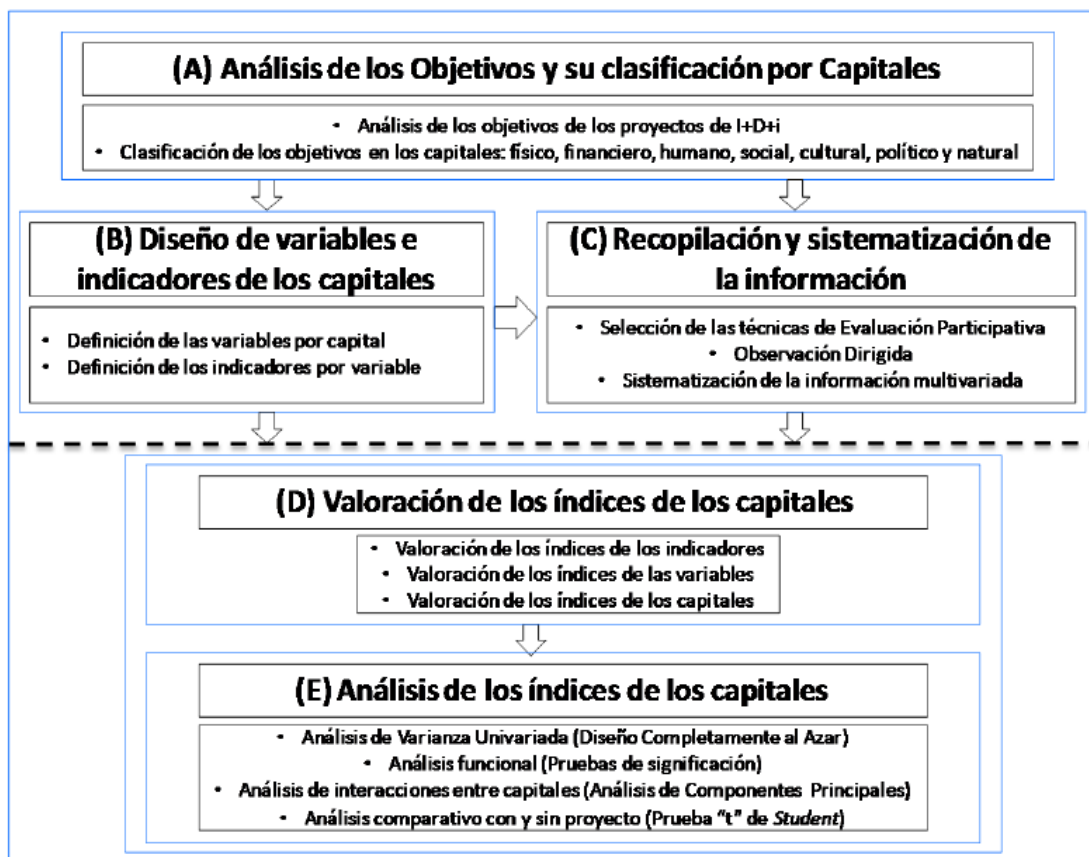 (A) Análisis de los Objetivos y su clasificación por Capitales
• Análisis de los objetivos de los proyectos de I+D+i
• Clasificación de los objetivos en los capitales: físico, financiero, humano, social, cultural, político y natural
(B) Diseño de variables e
indicadores de los capitales
• Definición de las variables por capital
• Definición de los indicadores por variable
(C) Recopilación y sistematización de
la información
• Selección de las técnicas de Evaluación Participativa
• Observación Dirigida
• Sistematización de la información multivariada
(D) Valoración de los índices de los capitales
• Valoración de los índices de los indicadores
• Valoración de los índices de las variables
• Valoración de los índices de los capitales
(E) Análisis de los índices de los capitales
• Análisis de Varianza Univariada (Diseño Completamente al Azar)
• Análisis funcional (Pruebas de significación)
• Análisis de interacciones entre capitales (Análisis de Componentes Principales)
• Análisis comparativo con y sin proyecto (Prueba “t” de Student)